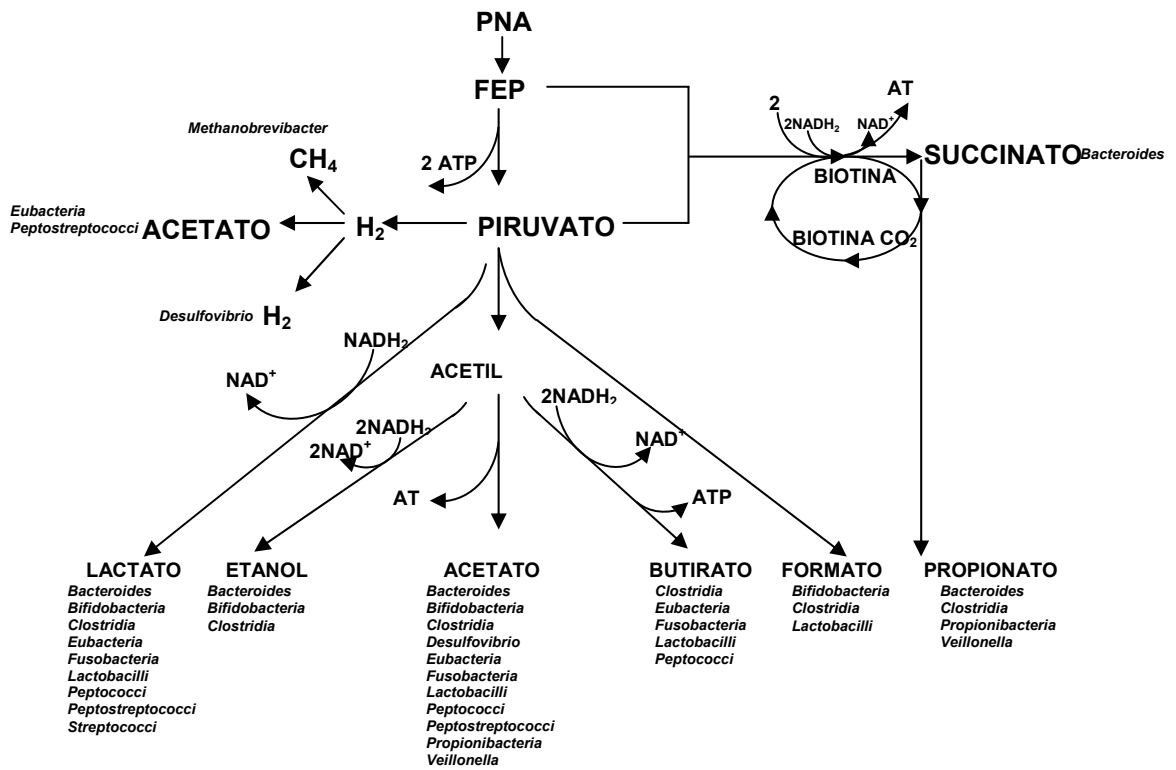 PNA
FEP
2 ATP
Methanobrevibacter
CH₄
Eubacteria
Peptostreptococci
ACETATO
H₂
PIRUVATO
Desulfovibrio H₂
2
2NADH₂
NAD⁺
AT
BIOTINA
SUCCINATO Bacteroides
BIOTINA CO₂
NADH₂
NAD⁺
ACETIL
2NADH₂
2NAD⁺
AT
2NADH₂
NAD⁺
ATP
LACTATO
Bacteroides
Bifidobacteria
Clostridia
Eubacteria
Fusobacteria
Lactobacilli
Peptococci
Peptostreptococci
Streptococci
ETANOL
Bacteroides
Bifidobacteria
Clostridia
ACETATO
Bacteroides
Bifidobacteria
Clostridia
Desulfovibrio
Eubacteria
Fusobacteria
Lactobacilli
Peptococci
Peptostreptococci
Propionibacteria
Veillonella
BUTIRATO
Clostridia
Eubacteria
Fusobacteria
Lactobacilli
Peptococci
FORMATO
Bifidobacteria
Clostridia
Lactobacilli
PROPIONATO
Bacteroides
Clostridia
Propionibacteria
Veillonella